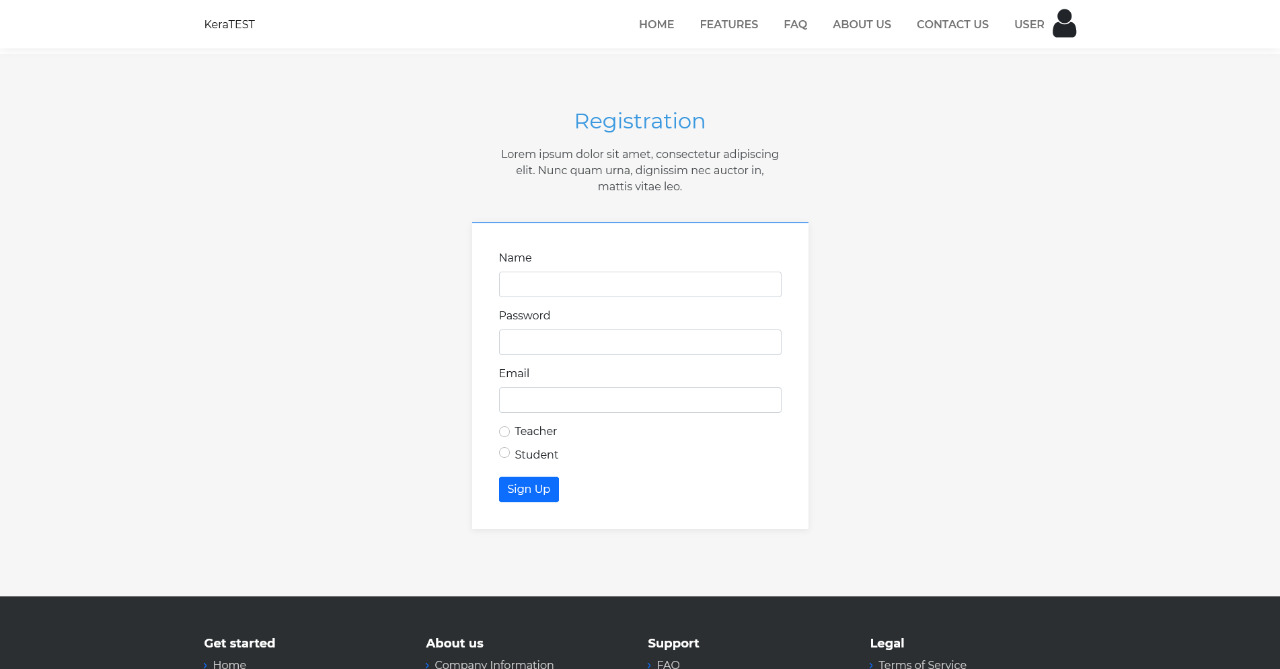 KeraTEST
HOME
FEATURES
FAQ
ABOUT US
CONTACT US
USER
Registration
Lorem ipsum dolor sit amet, consectetur adipiscing
elit. Nunc quam urna, dignissim nec auctor in,
mattis vitae leo.
Name
Password
Email
Teacher
Student
Sign Up
Get started
Home
About us
Company Information
Support
FAQ
Legal
Terms of Service